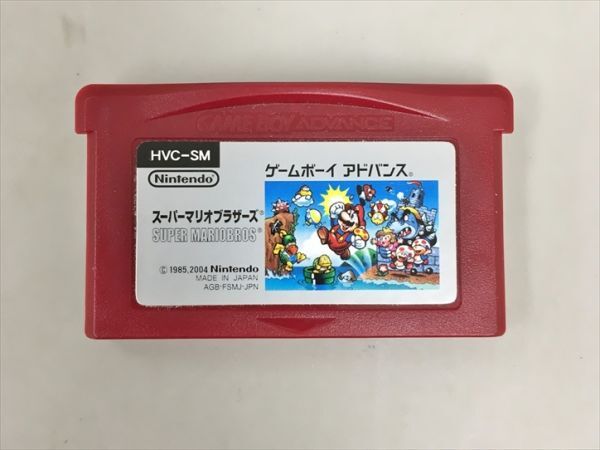 GAME BOY ADVANCE
HVC-SM
Nintendo®
ゲームボーイ アドバンス®
スーパーマリオブラザーズ®
SUPER MARIOBROS®
© 1985,2004 Nintendo
MADE IN JAPAN
AGB-FSMJ-JPN